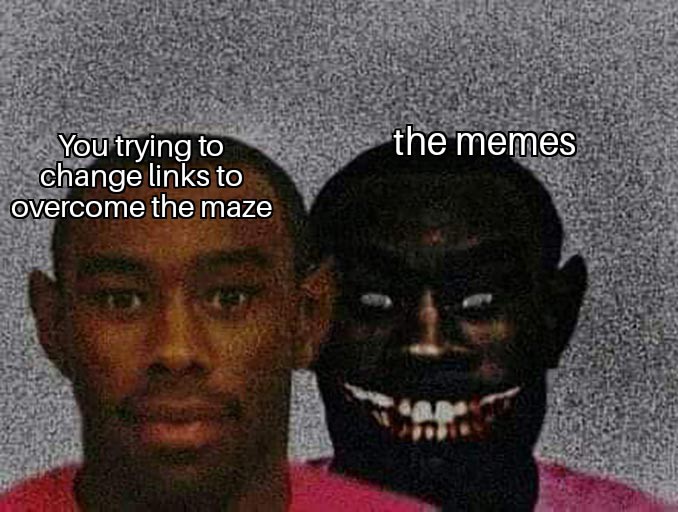 You trying to
change links to
overcome the maze
the memes